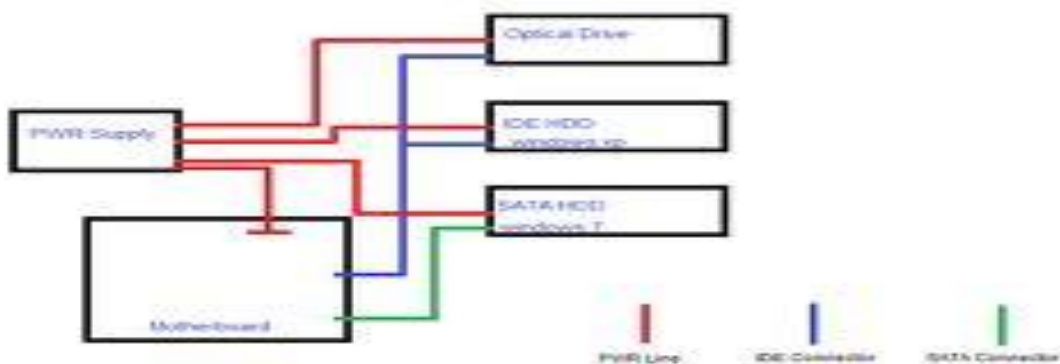 Optical Drive
PWR Supply
IDE HDD
windows xp
SATA HDD
windows 7
Motherboard
PWR Line
IDE Connector
SATA Connector